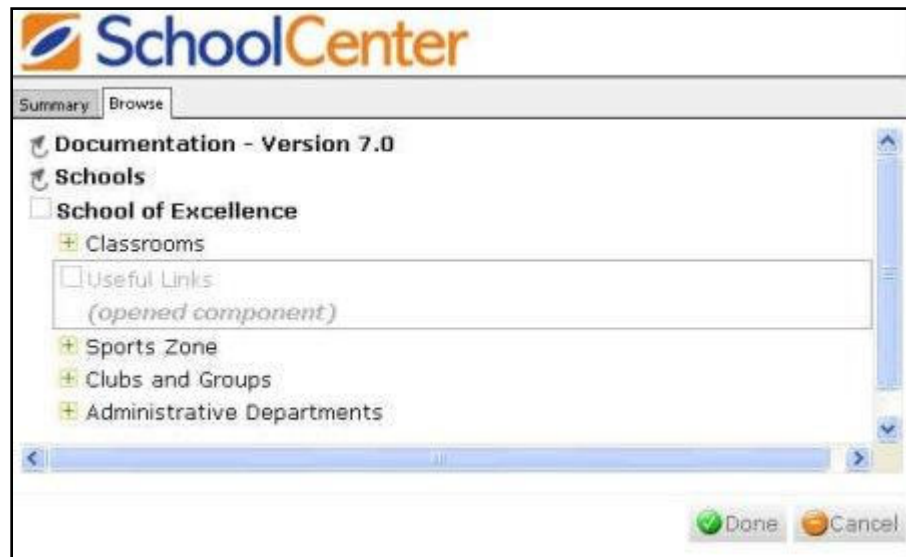 SchoolCenter
Summary Browse
Documentation - Version 7.0
Schools
School of Excellence
Classrooms
Useful Links
(opened component)
Sports Zone
Clubs and Groups
Administrative Departments
Done Cancel